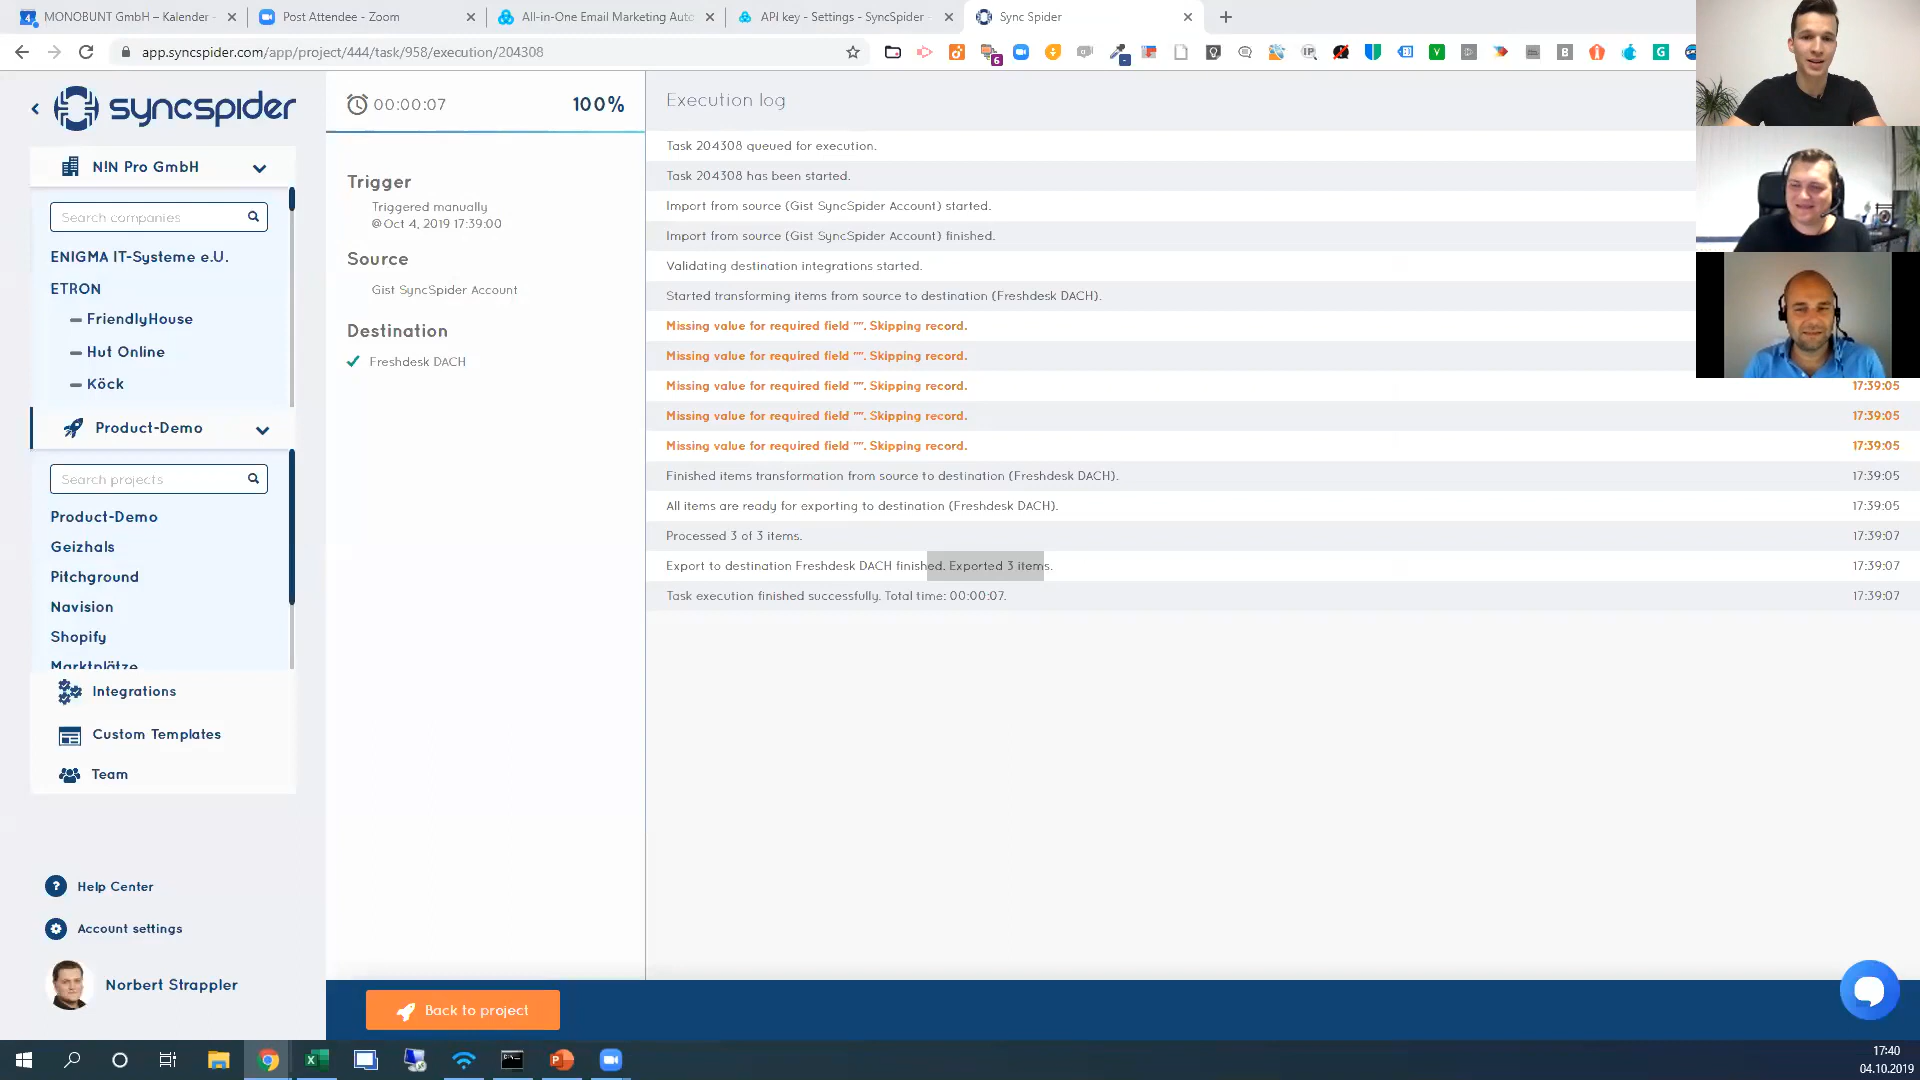 MONOBUNT GmbH – Kalender -
Post Attendee - Zoom
All-in-One Email Marketing Auto
API key - Settings - SyncSpider
Sync Spider
app.syncspider.com/app/project/444/task/958/execution/204308
syncspider
N!N Pro GmbH
Search companies
ENIGMA IT-Systeme e.U.
ETRON
FriendlyHouse
Hut Online
Köck
Product-Demo
Search projects
Product-Demo
Geizhals
Pitchground
Navision
Shopify
Marktplätze
Integrations
Custom Templates
Team
Help Center
Account settings
Norbert Strappler
00:00:07
100%
Trigger
Triggered manually
@Oct 4, 2019 17:39:00
Source
Gist SyncSpider Account
Destination
Freshdesk DACH
Execution log
Task 204308 queued for execution.
Task 204308 has been started.
Import from source (Gist SyncSpider Account) started.
Import from source (Gist SyncSpider Account) finished.
Validating destination integrations started.
Started transforming items from source to destination (Freshdesk DACH).
Missing value for required field "". Skipping record.
Missing value for required field "". Skipping record.
Missing value for required field "". Skipping record. 17:39:05
Missing value for required field "". Skipping record. 17:39:05
Missing value for required field "". Skipping record. 17:39:05
Finished items transformation from source to destination (Freshdesk DACH). 17:39:05
All items are ready for exporting to destination (Freshdesk DACH). 17:39:05
Processed 3 of 3 items. 17:39:07
Export to destination Freshdesk DACH finished. Exported 3 items. 17:39:07
Task execution finished successfully. Total time: 00:00:07. 17:39:07
Back to project
17:40
04.10.2019